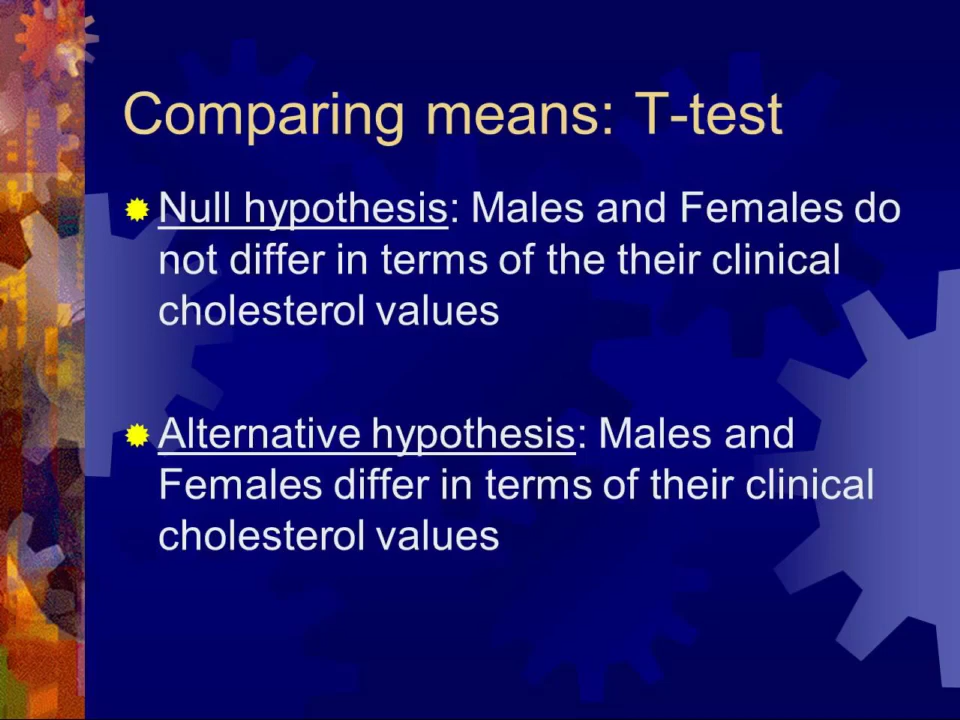 Comparing means: T-test
Null hypothesis: Males and Females do
not differ in terms of the their clinical
cholesterol values
Alternative hypothesis: Males and
Females differ in terms of their clinical
cholesterol values